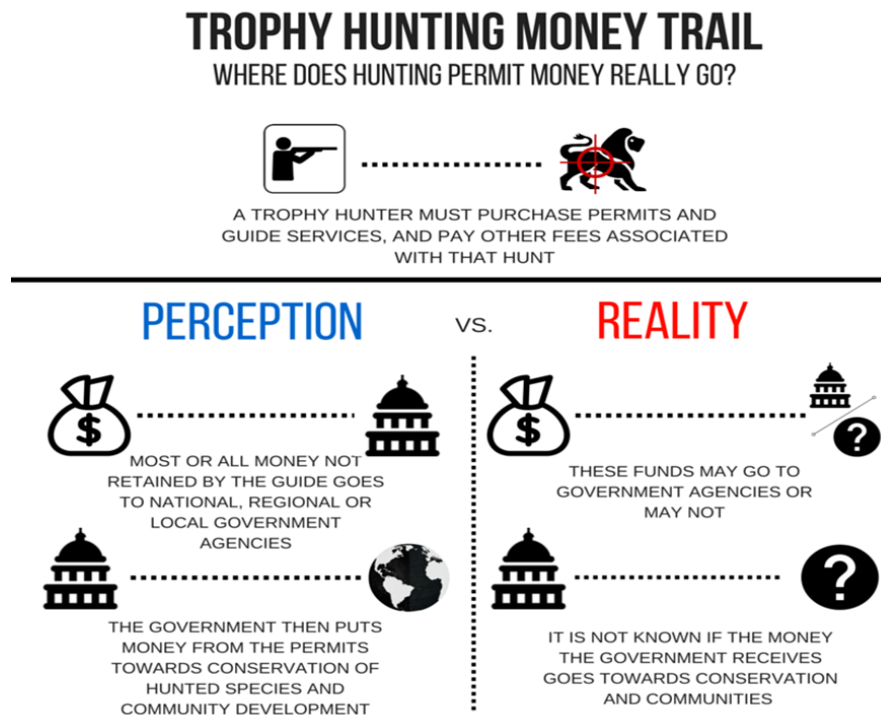 TROPHY HUNTING MONEY TRAIL
WHERE DOES HUNTING PERMIT MONEY REALLY GO?
A TROPHY HUNTER MUST PURCHASE PERMITS AND
GUIDE SERVICES, AND PAY OTHER FEES ASSOCIATED
WITH THAT HUNT
PERCEPTION
VS.
REALITY
$
MOST OR ALL MONEY NOT
RETAINED BY THE GUIDE GOES
TO NATIONAL, REGIONAL OR
LOCAL GOVERNMENT
AGENCIES
THE GOVERNMENT THEN PUTS
MONEY FROM THE PERMITS
TOWARDS CONSERVATION OF
HUNTED SPECIES AND
COMMUNITY DEVELOPMENT
$
?
THESE FUNDS MAY GO TO
GOVERNMENT AGENCIES OR
MAY NOT
?
IT IS NOT KNOWN IF THE MONEY
THE GOVERNMENT RECEIVES
GOES TOWARDS CONSERVATION
AND COMMUNITIES